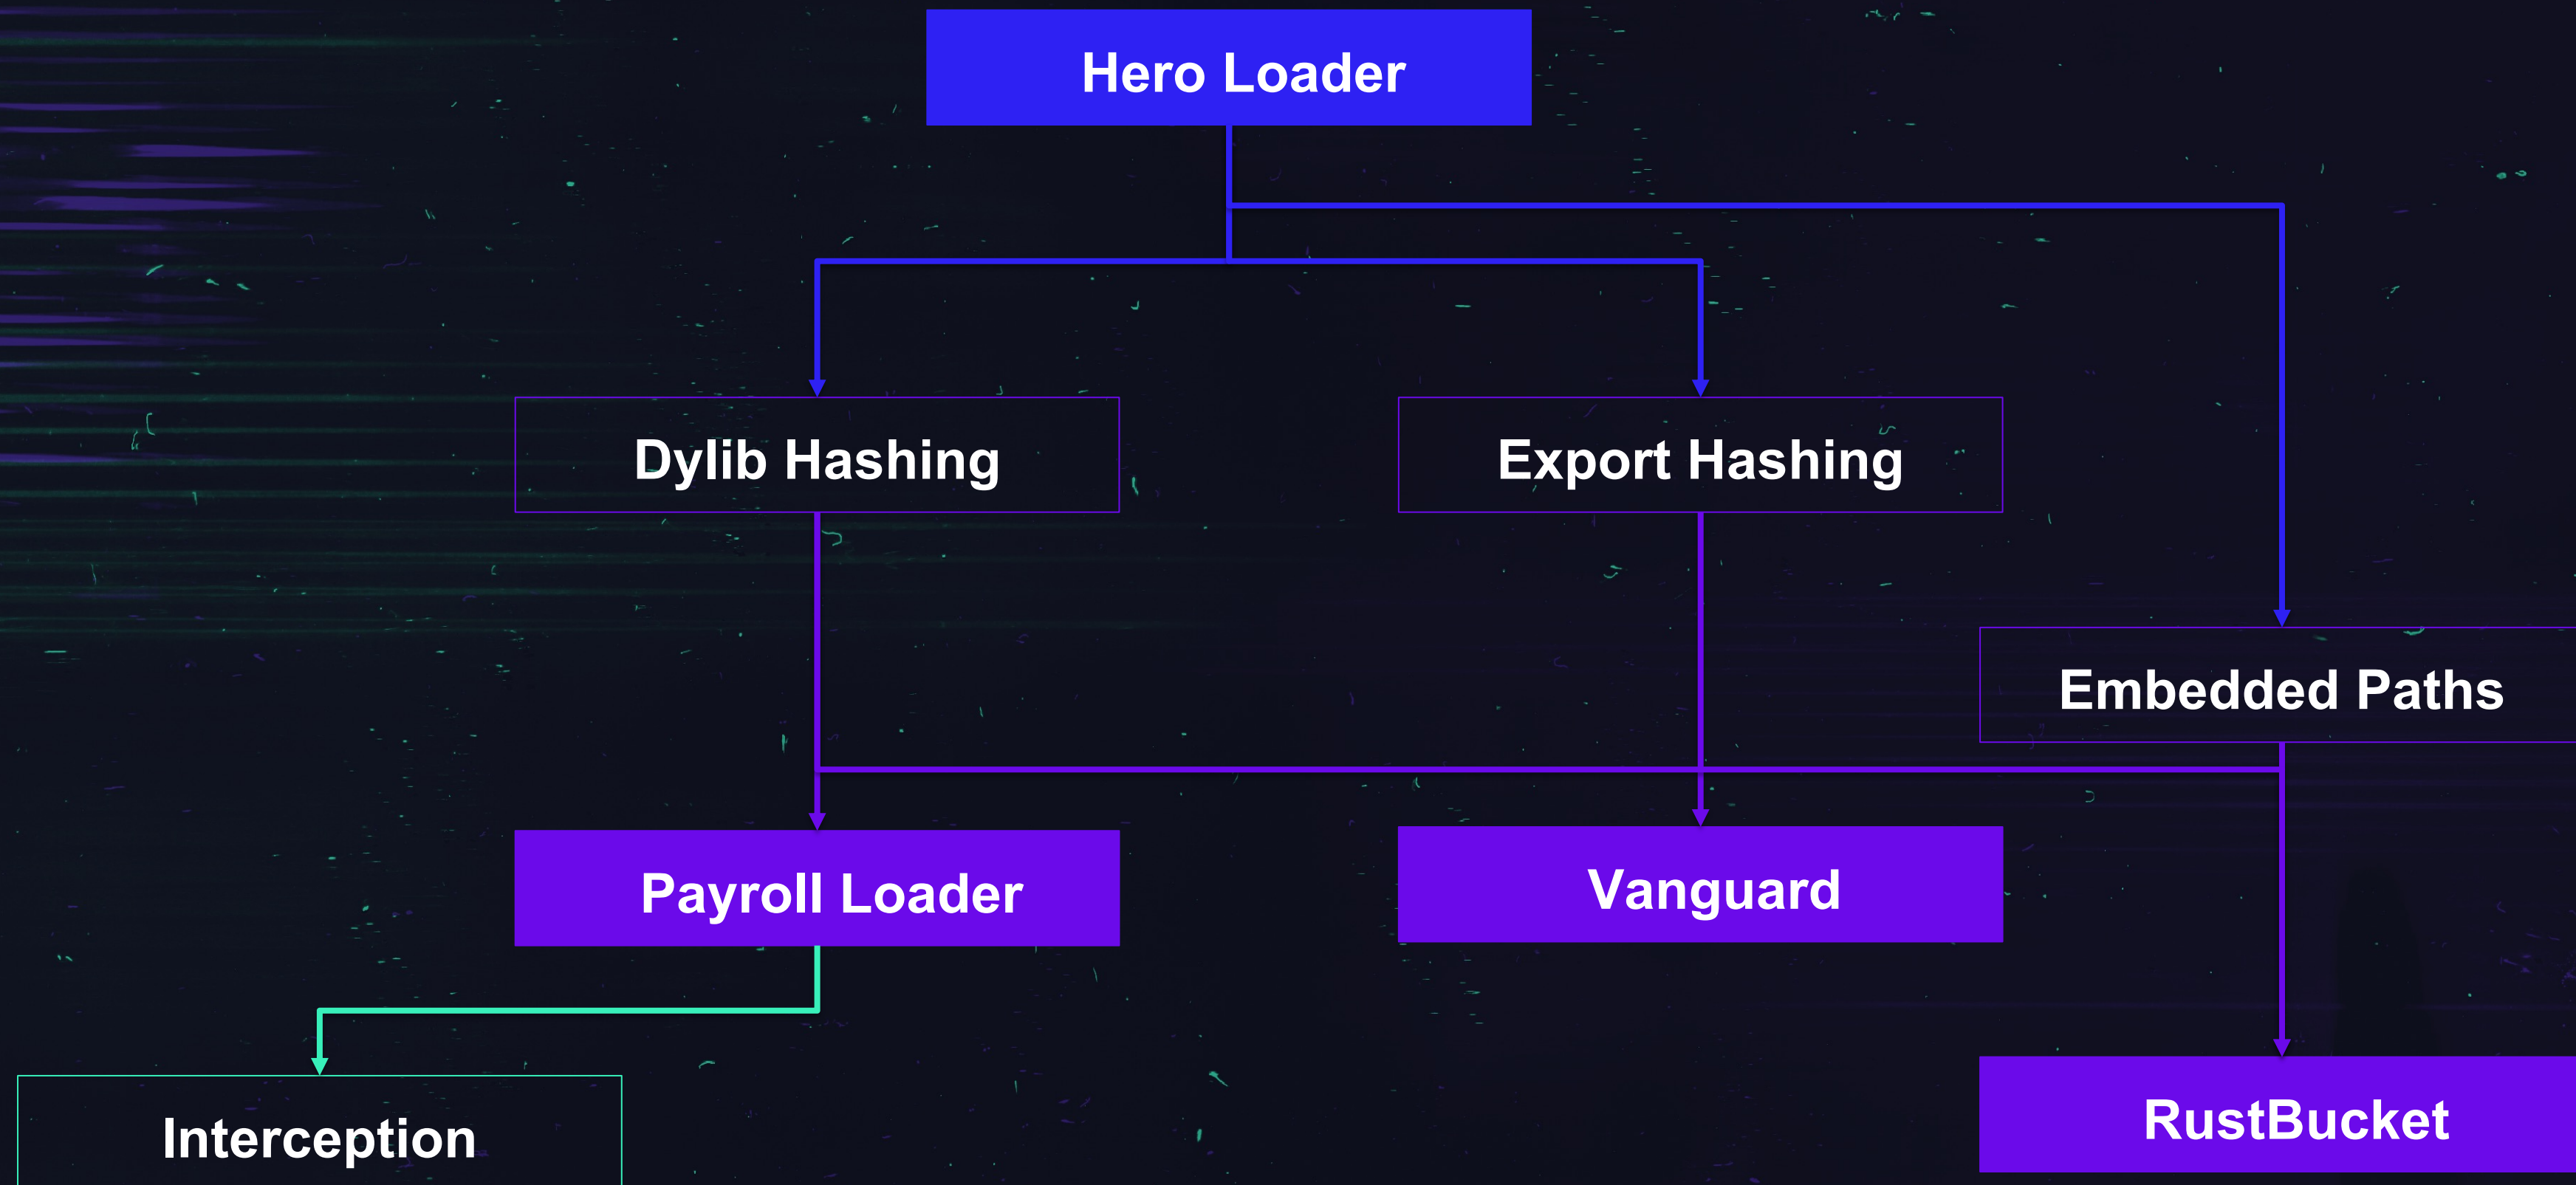 Hero Loader
Dylib Hashing
Export Hashing
Embedded Paths
Payroll Loader
Vanguard
Interception
RustBucket